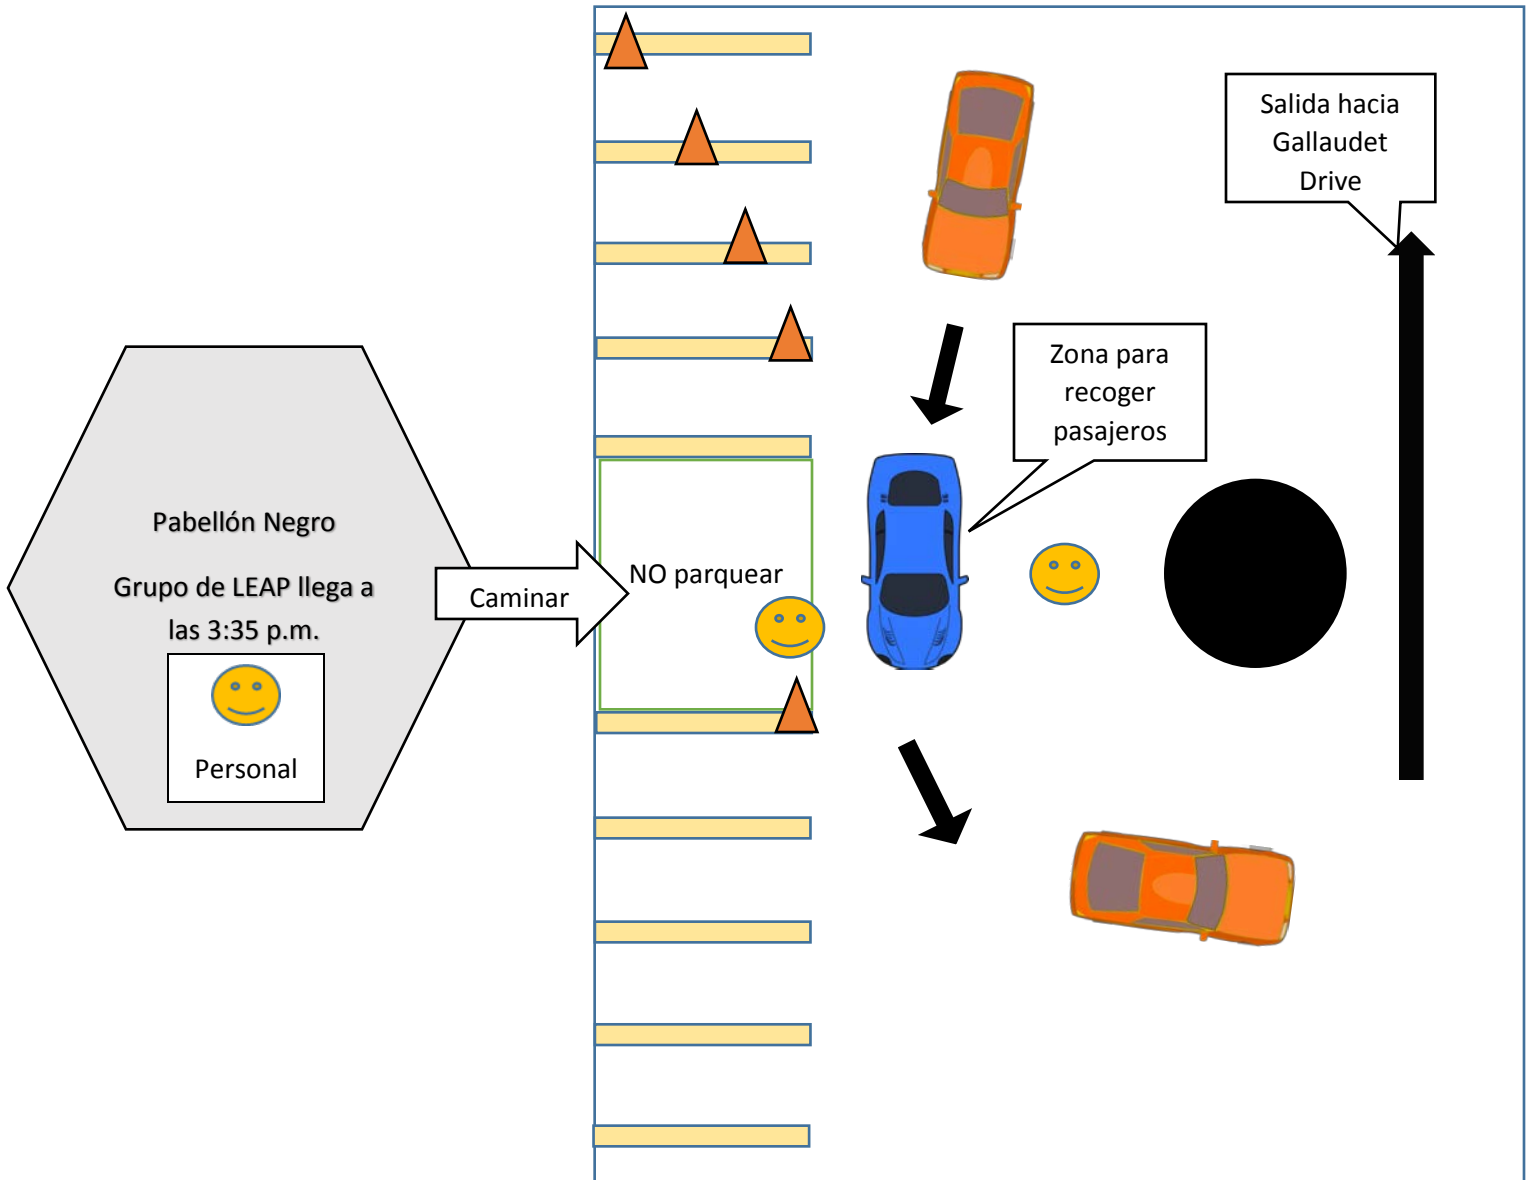 Salida hacia
Gallaudet
Drive
Zona para
recoger
pasajeros
Pabellón Negro
Grupo de LEAP llega a
las 3:35 p.m.
Personal
Caminar
NO parquear